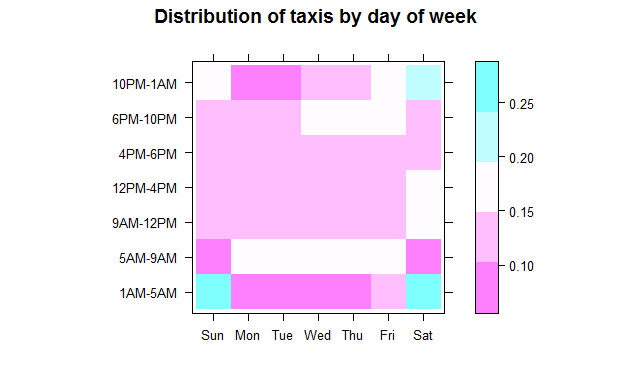 Distribution of taxis by day of week
10PM-1AM
6PM-10PM
4PM-6PM
12PM-4PM
9AM-12PM
5AM-9AM
1AM-5AM
Sun Mon Tue Wed Thu Fri Sat
0.25
0.20
0.15
0.10